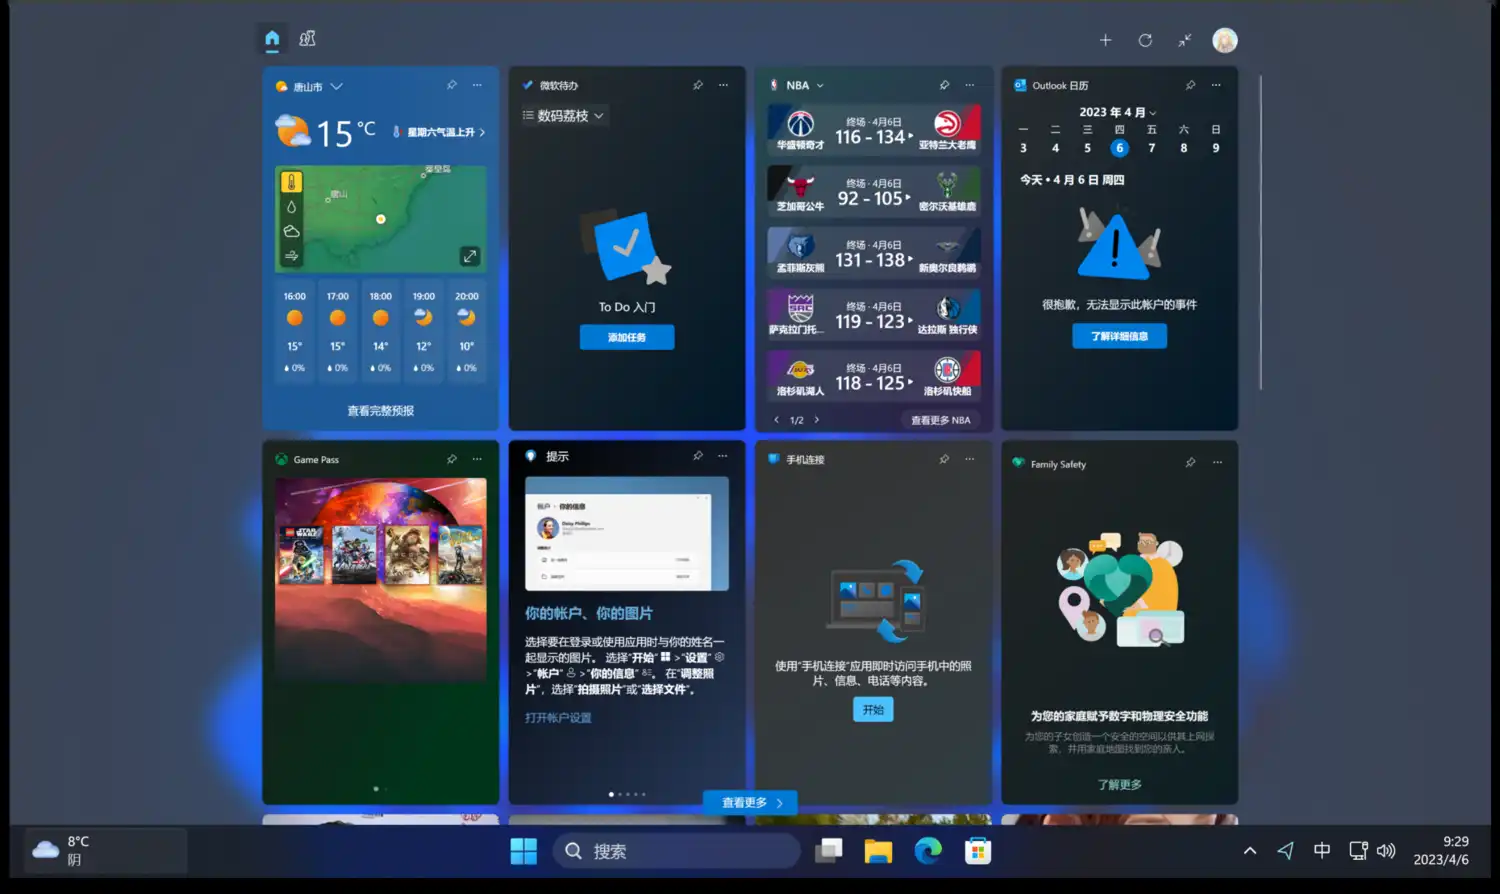 唐山市
15°C
星期六气温上升
秦皇岛
唐山
16:00 17:00 18:00 19:00 20:00
15° 15° 14° 12° 10°
0% 0% 0% 0% 0%
查看完整预报
微软待办
数码荔枝
To Do 入门
添加任务
NBA
终场 · 4月6日
116 - 134
华盛顿奇才
亚特兰大老鹰
终场 · 4月6日
92 - 105
芝加哥公牛
密尔沃基雄鹿
终场 · 4月6日
131 - 138
孟菲斯灰熊
新奥尔良鹈鹕
终场 · 4月6日
119 - 123
萨克拉门托...
达拉斯 独行侠
终场 · 4月6日
118 - 125
洛杉矶湖人
洛杉矶快船
1/2
查看更多 NBA
Outlook 日历
2023 年 4 月
一 二 三 四 五 六 日
3 4 5 6 7 8 9
今天 • 4 月 6 日 周四
很抱歉，无法显示此帐户的事件
了解详细信息
Game Pass
STAR WARS
提示
帐户 · 你的信息
你的帐户、你的图片
选择要在登录或使用应用时与你的姓名一
起显示的图片。 选择"开始" >"设置"
>"帐户" >"你的信息" 。 在"调整照
片"，选择"拍摄照片"或"选择文件"。
打开帐户设置
手机连接
使用"手机连接"应用即时访问手机中的照
片、信息、电话等内容。
开始
Family Safety
为您的家庭赋予数字和物理安全功能
为您的子女创造一个安全的空间以供其上网探
索，并用家庭地图找到您的亲人。
了解更多
查看更多
8°C
阴
搜索
中
9:29
2023/4/6